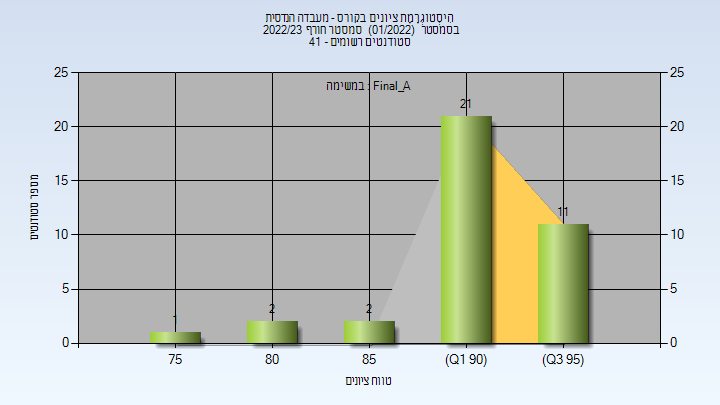 היסטוגרמת ציונים בקורס - מעבדה הנדסית
בסמסטר (01/2022) סמסטר חורף 2022/23
סטודנטים רשומים - 41
במשימה : Final_A
25
20
15
10
5
0
25
20
15
10
5
0
מספר סטודנטים
1
2
2
21
11
75
80
85
(Q1 90)
(Q3 95)
טווח ציונים